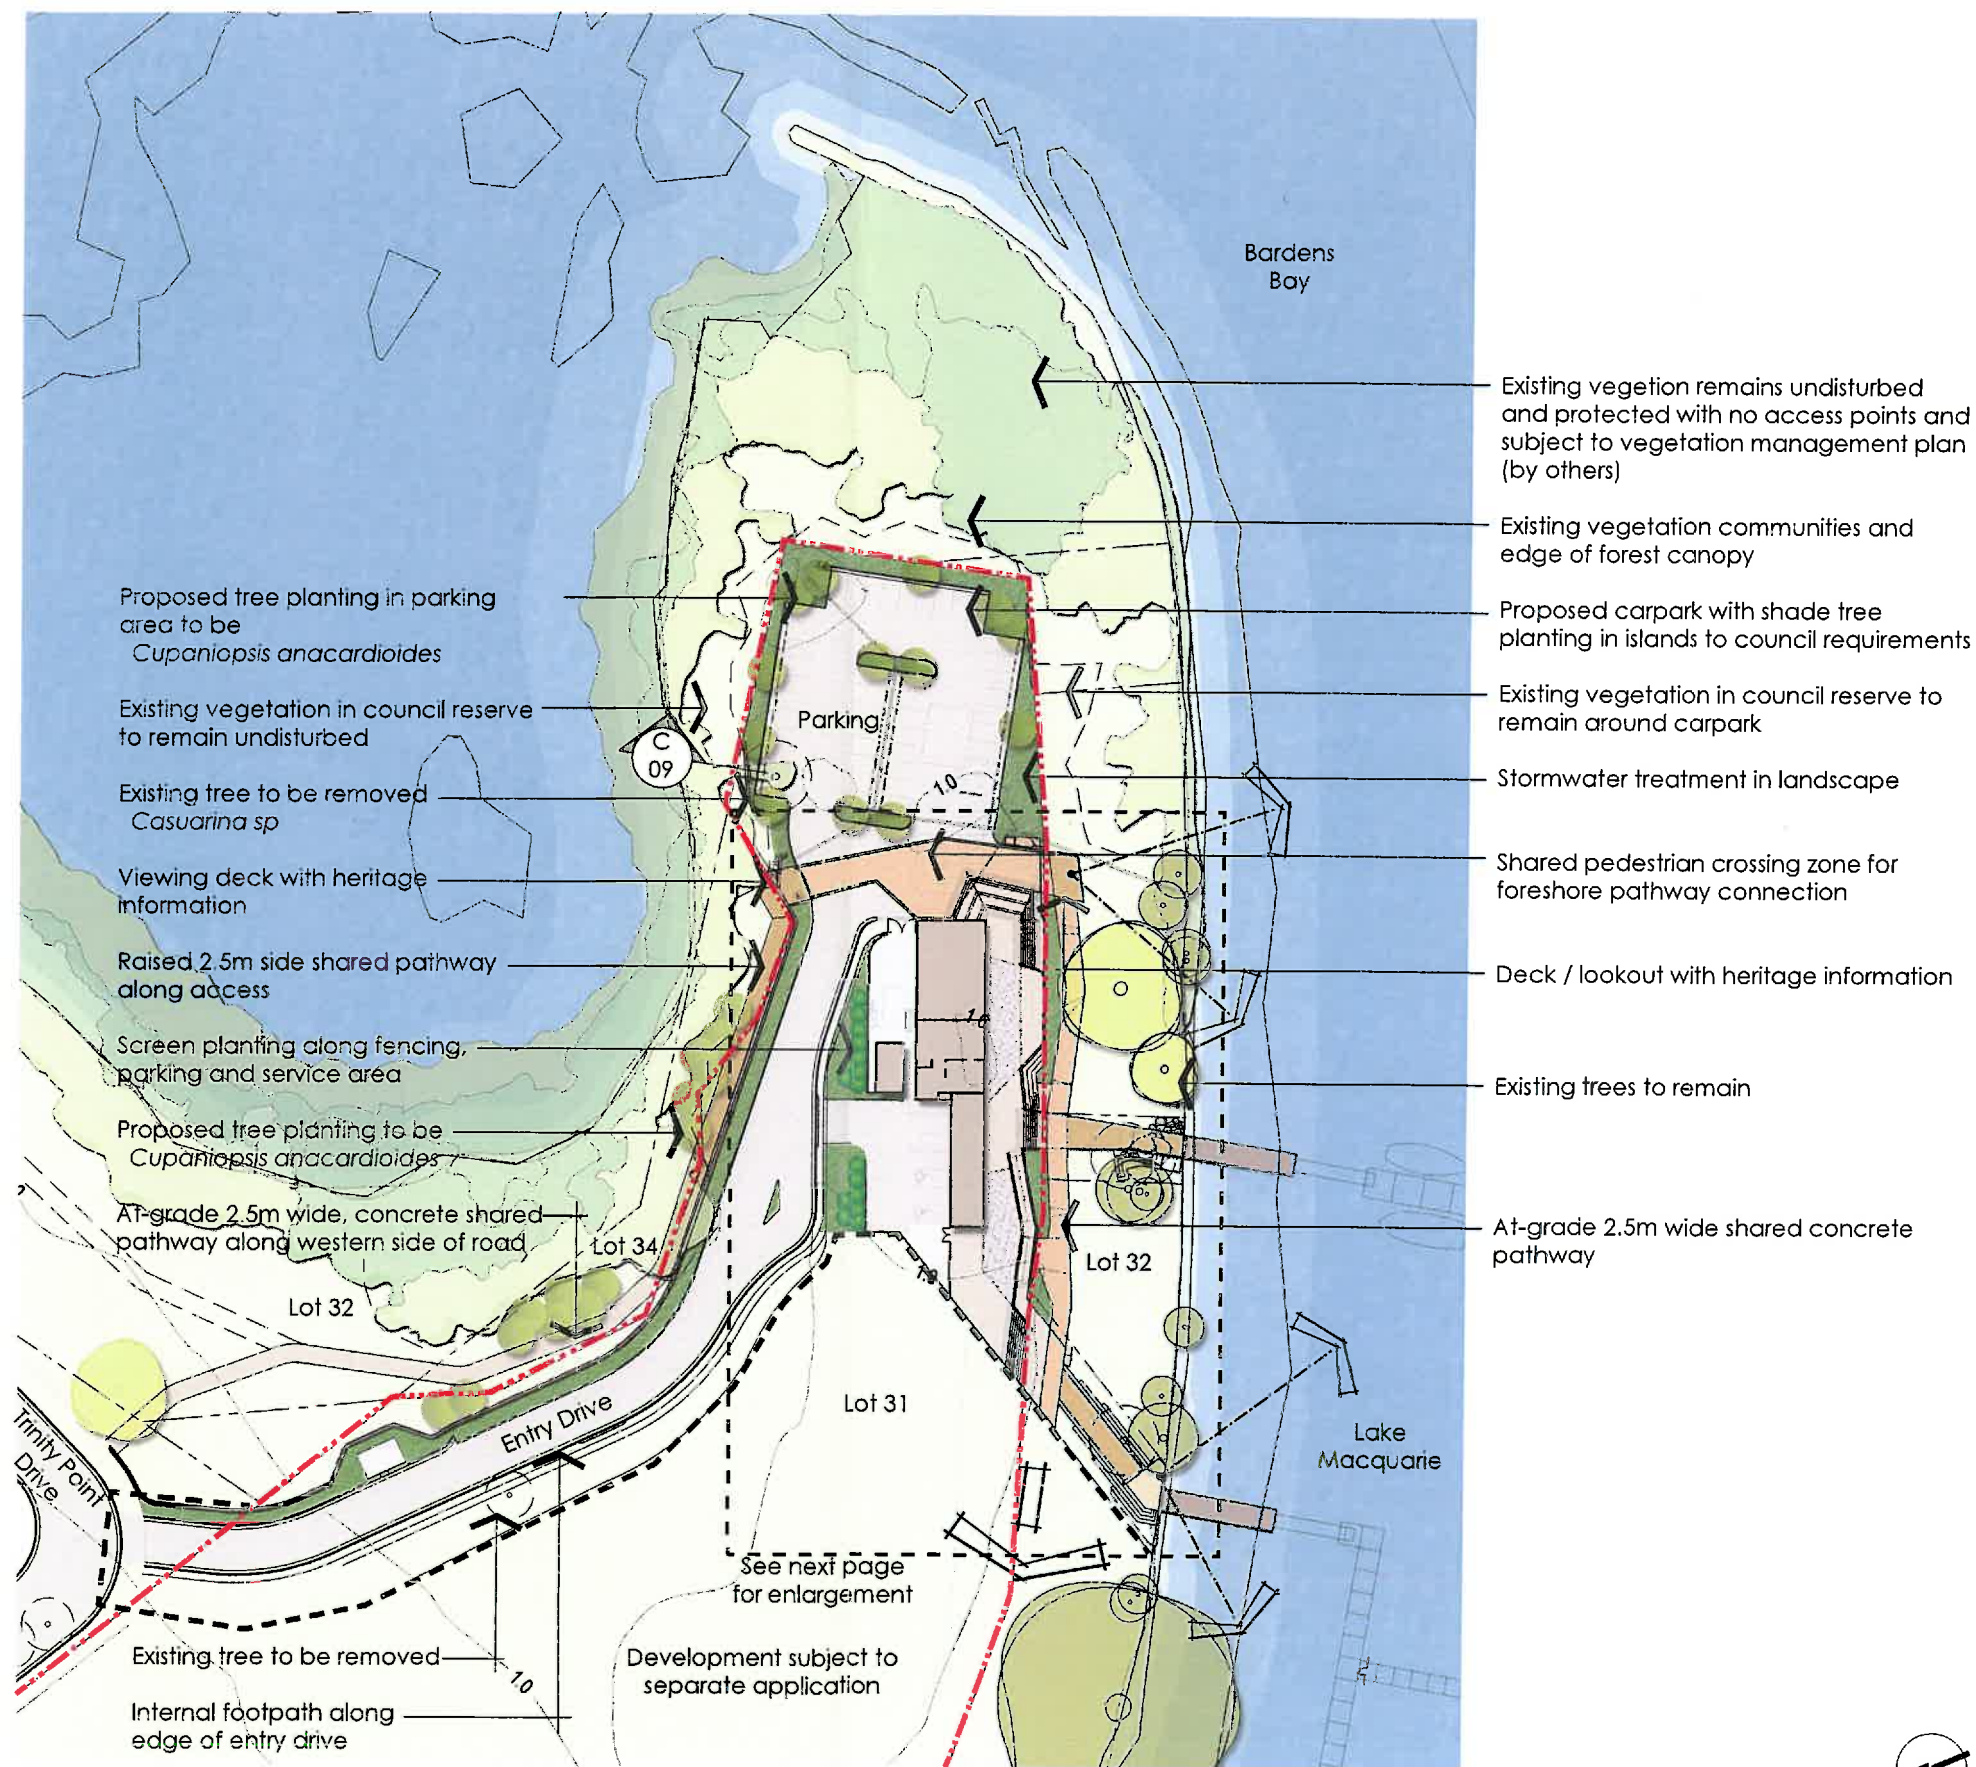 Bardens
Bay
Existing vegetion remains undisturbed
and protected with no access points and
subject to vegetation management plan
(by others)
Existing vegetation communities and
edge of forest canopy
Proposed carpark with shade tree
planting in islands to council requirements
Existing vegetation in council reserve to
remain around carpark
Stormwater treatment in landscape
Shared pedestrian crossing zone for
foreshore pathway connection
Deck / lookout with heritage information
Existing trees to remain
At-grade 2.5m wide shared concrete
pathway
Proposed tree planting in parking
area to be
Cupaniopsis anacardioides
Existing vegetation in council reserve
to remain undisturbed
Existing tree to be removed
Casuarina sp
Viewing deck with heritage
information
Raised 2.5m side shared pathway
along access
Screen planting along fencing,
parking and service area
Proposed tree planting to be
Cupaniopsis anacardioides
At-grade 2.5m wide, concrete shared
pathway along western side of road
C
09
Parking
1.0
1.0
Lot 34
Lot 32
Lot 32
Lot 31
Entry Drive
Trinity Point
Drive
Lake
Macquarie
See next page
for enlargement
Development subject to
separate application
Existing tree to be removed
1.0
Internal footpath along
edge of entry drive